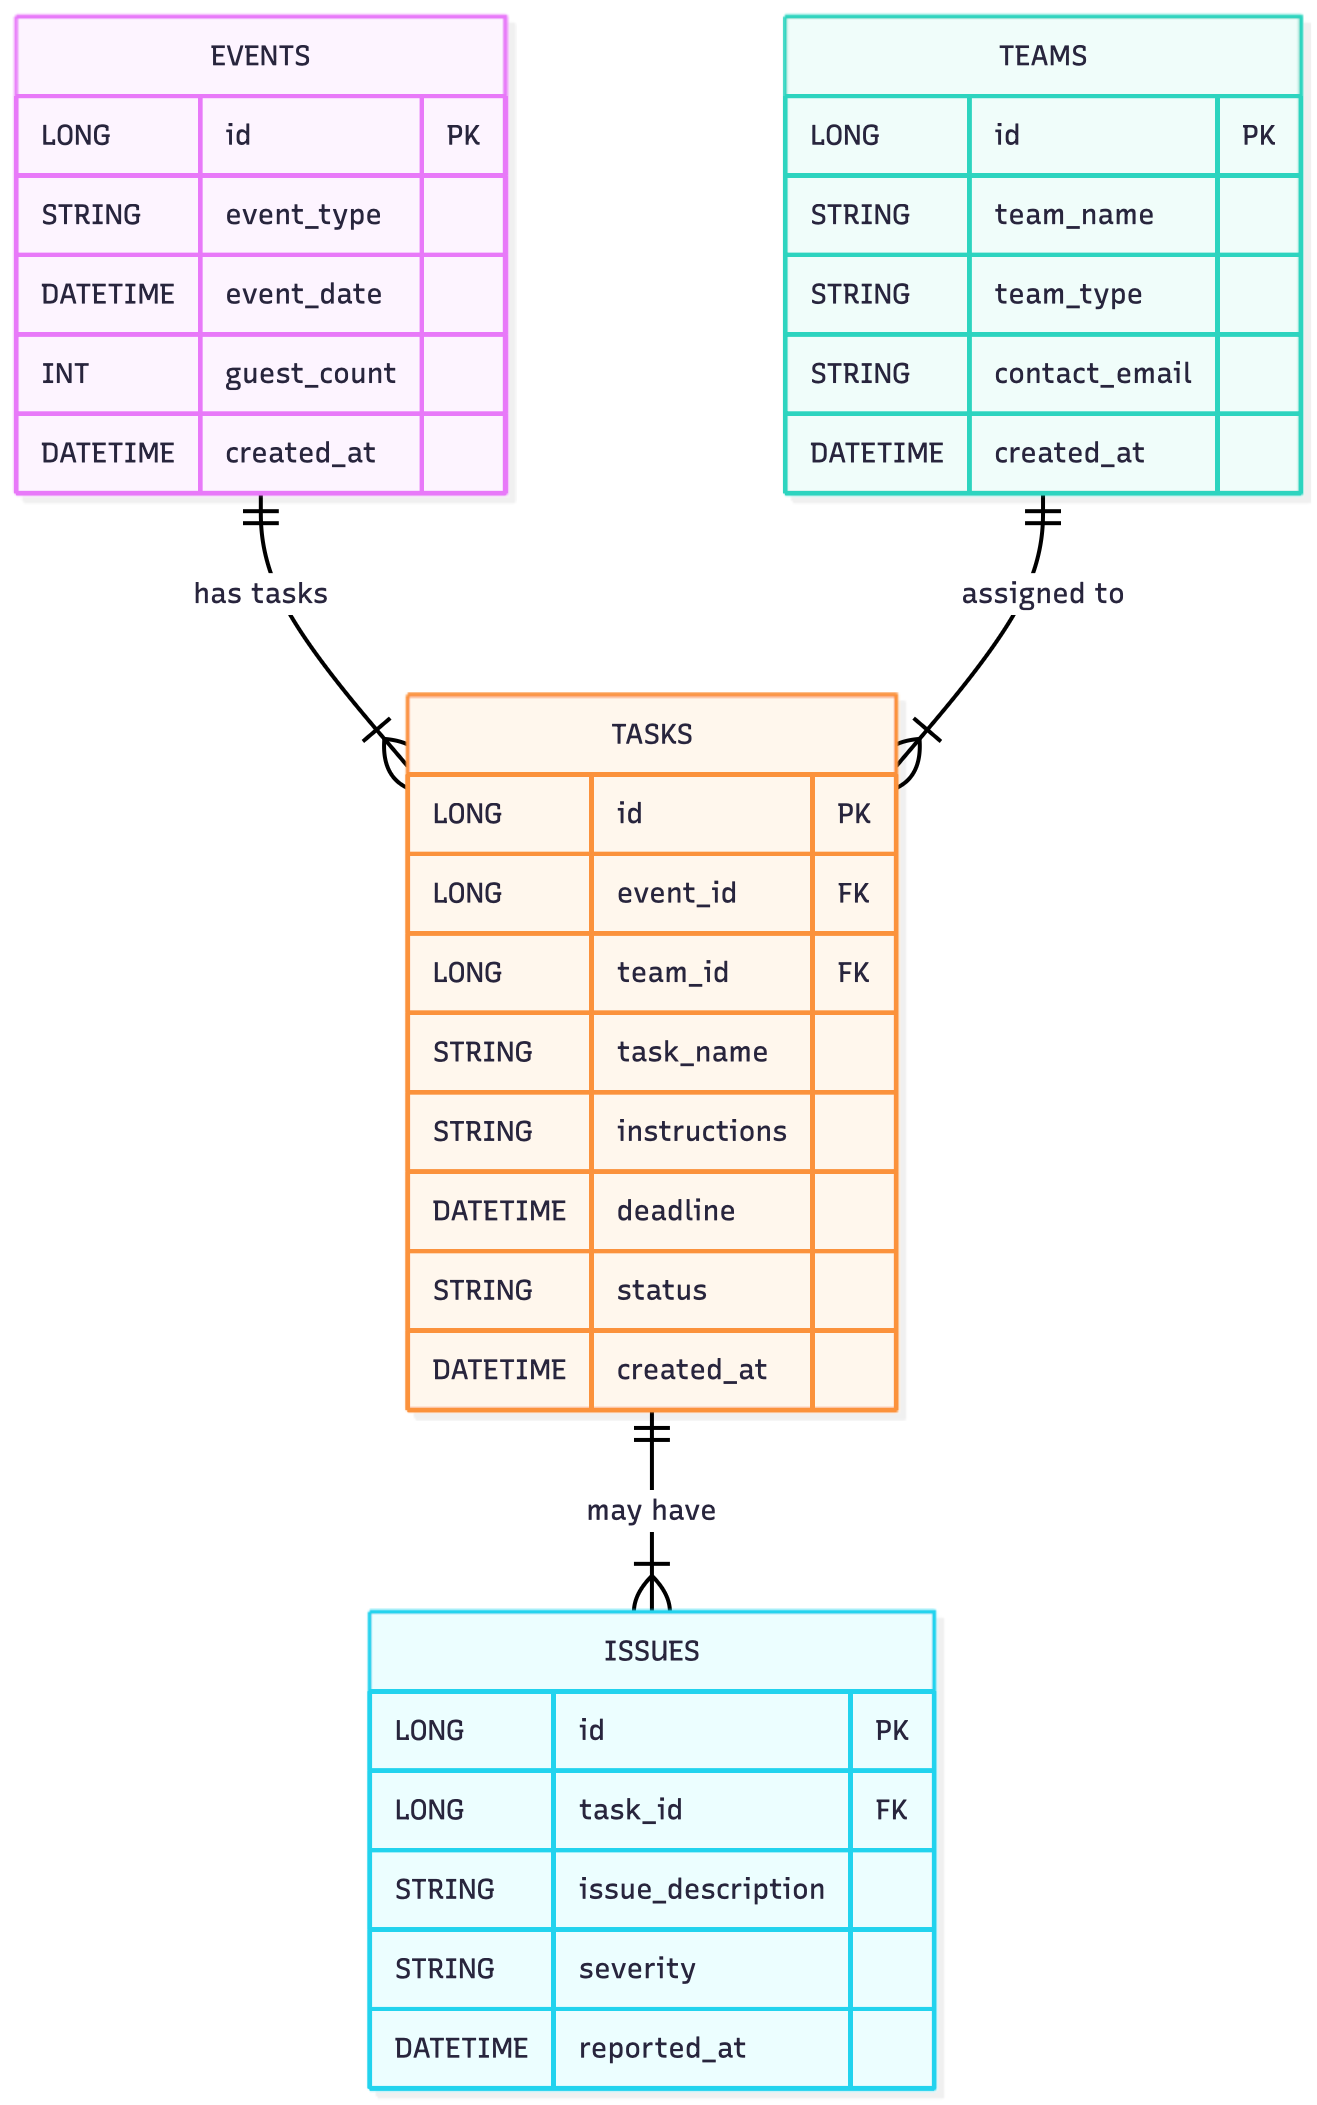 EVENTS
LONG id PK
STRING event_type
DATETIME event_date
INT guest_count
DATETIME created_at
TEAMS
LONG id PK
STRING team_name
STRING team_type
STRING contact_email
DATETIME created_at
has tasks
assigned to
TASKS
LONG id PK
LONG event_id FK
LONG team_id FK
STRING task_name
STRING instructions
DATETIME deadline
STRING status
DATETIME created_at
may have
ISSUES
LONG id PK
LONG task_id FK
STRING issue_description
STRING severity
DATETIME reported_at